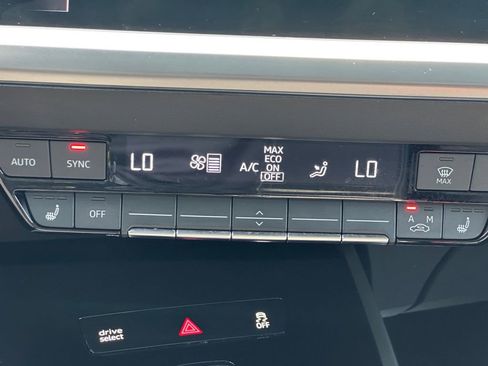 AUTO SYNC LO A/C MAX LO MAX
ECO
ON
OFF
OFF A M
drive
select
OFF